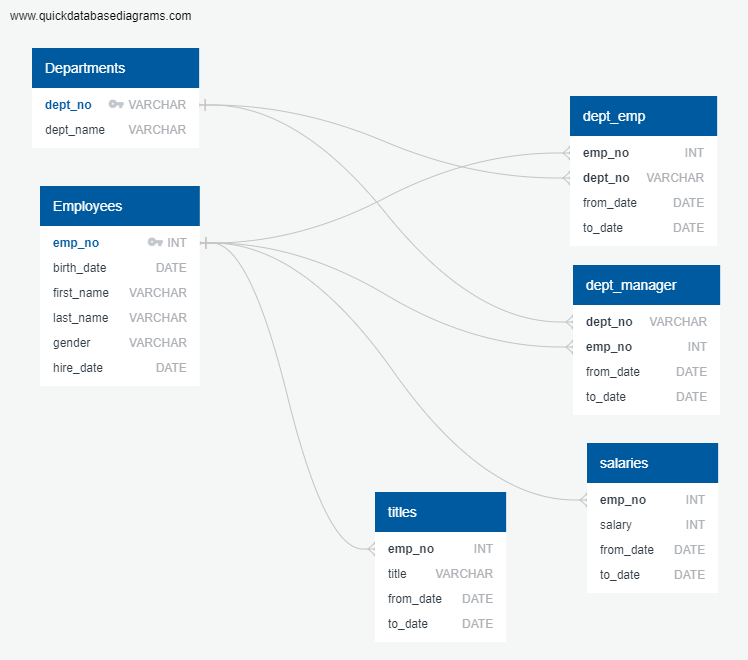 www.quickdatabasediagrams.com
Departments
dept_no VARCHAR
dept_name VARCHAR
Employees
emp_no INT
birth_date DATE
first_name VARCHAR
last_name VARCHAR
gender VARCHAR
hire_date DATE
dept_emp
emp_no INT
dept_no VARCHAR
from_date DATE
to_date DATE
dept_manager
dept_no VARCHAR
emp_no INT
from_date DATE
to_date DATE
salaries
emp_no INT
salary INT
from_date DATE
to_date DATE
titles
emp_no INT
title VARCHAR
from_date DATE
to_date DATE